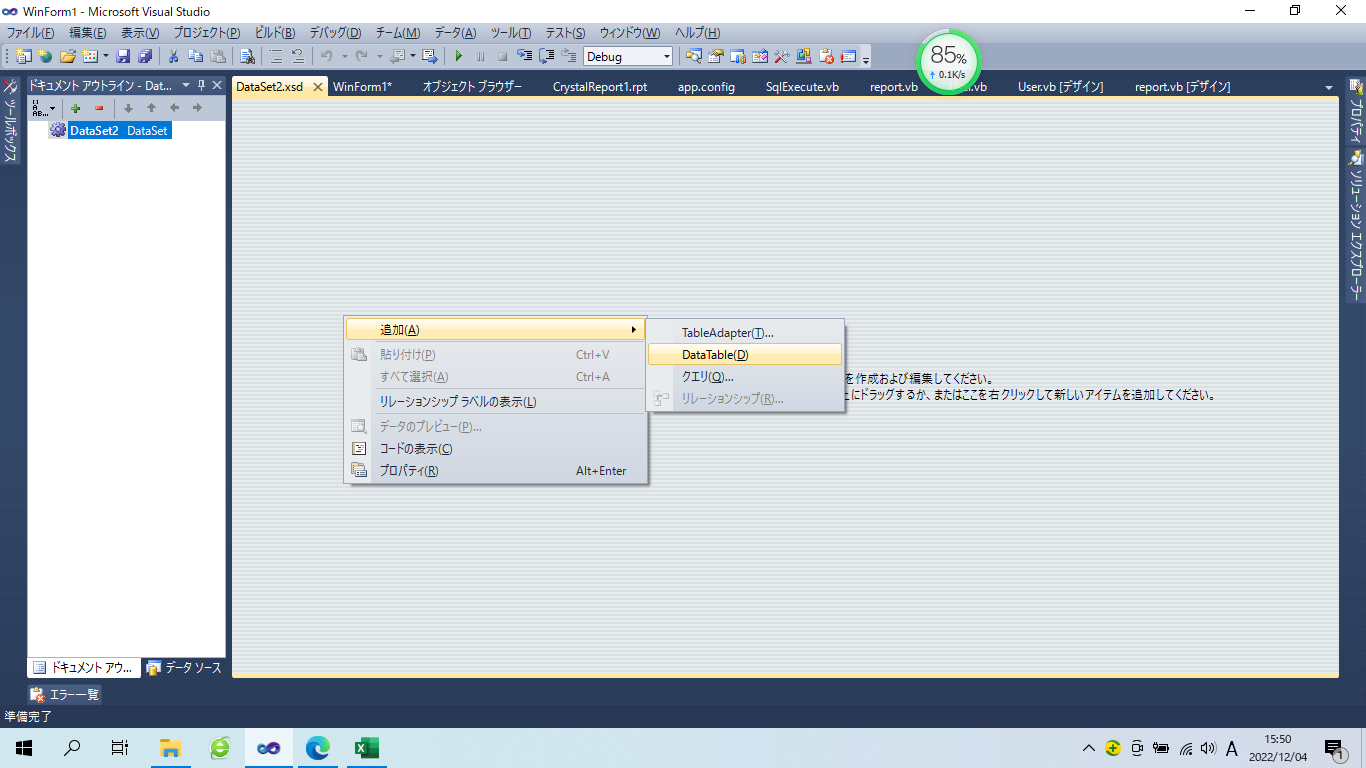 WinForm1 - Microsoft Visual Studio
ファイル(F) 編集(E) 表示(V) プロジェクト(P) ビルド(B) デバッグ(D) チーム(M) データ(A) ツール(T) テスト(S) ウィンドウ(W) ヘルプ(H)
Debug
85%
0.1K/s
ドキュメント アウトライン - Dat...
DataSet2.xsd WinForm1* オブジェクト ブラウザー CrystalReport1.rpt app.config SqlExecute.vb report.vb .vb User.vb [デザイン] report.vb [デザイン]
ツールボックス
プロパティ
ソリューション エクスプローラー
DataSet2 DataSet
追加(A)
貼り付け(P) Ctrl+V
すべて選択(A) Ctrl+A
リレーションシップ ラベルの表示(L)
データのプレビュー(P)...
コードの表示(C)
プロパティ(R) Alt+Enter
TableAdapter(T)...
DataTable(D)
クエリ(Q)...
リレーションシップ(R)...
を作成および編集してください。
にドラッグするか、またはここを右クリックして新しいアイテムを追加してください。
ドキュメント アウ... データ ソース
エラー一覧
準備完了
A
15:50
2022/12/04
1